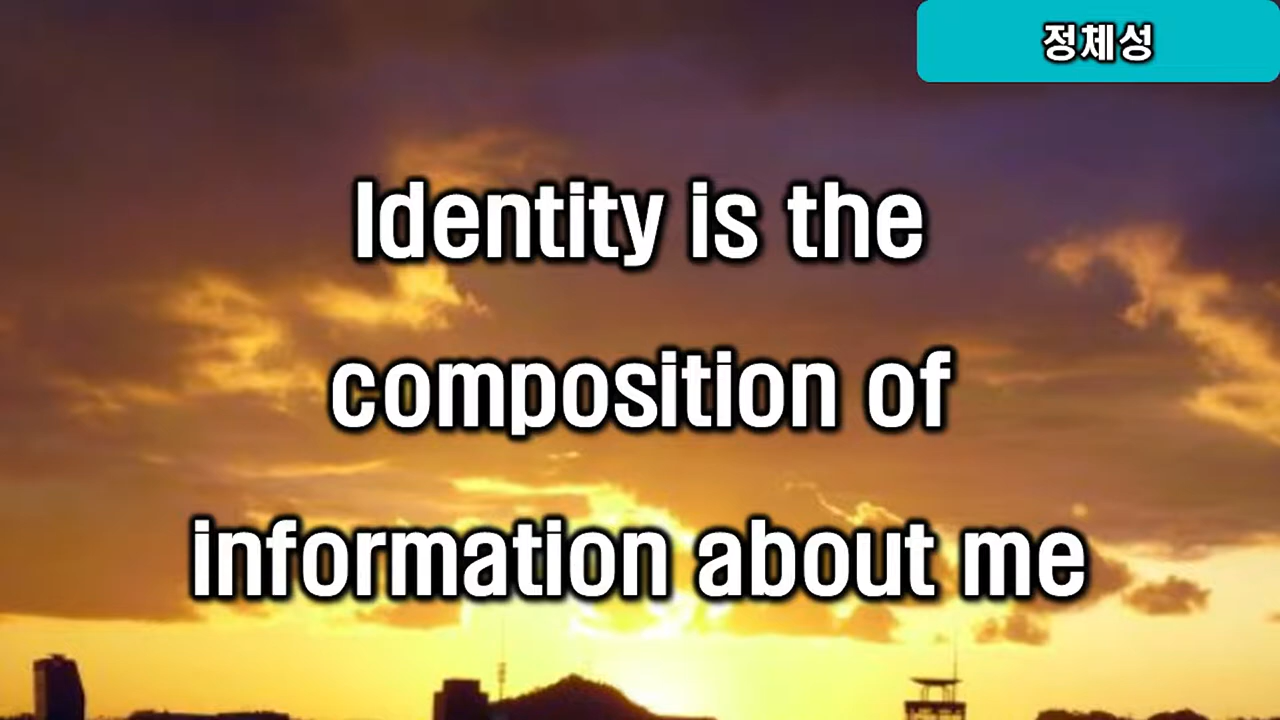 정체성
Identity is the
composition of
information about me